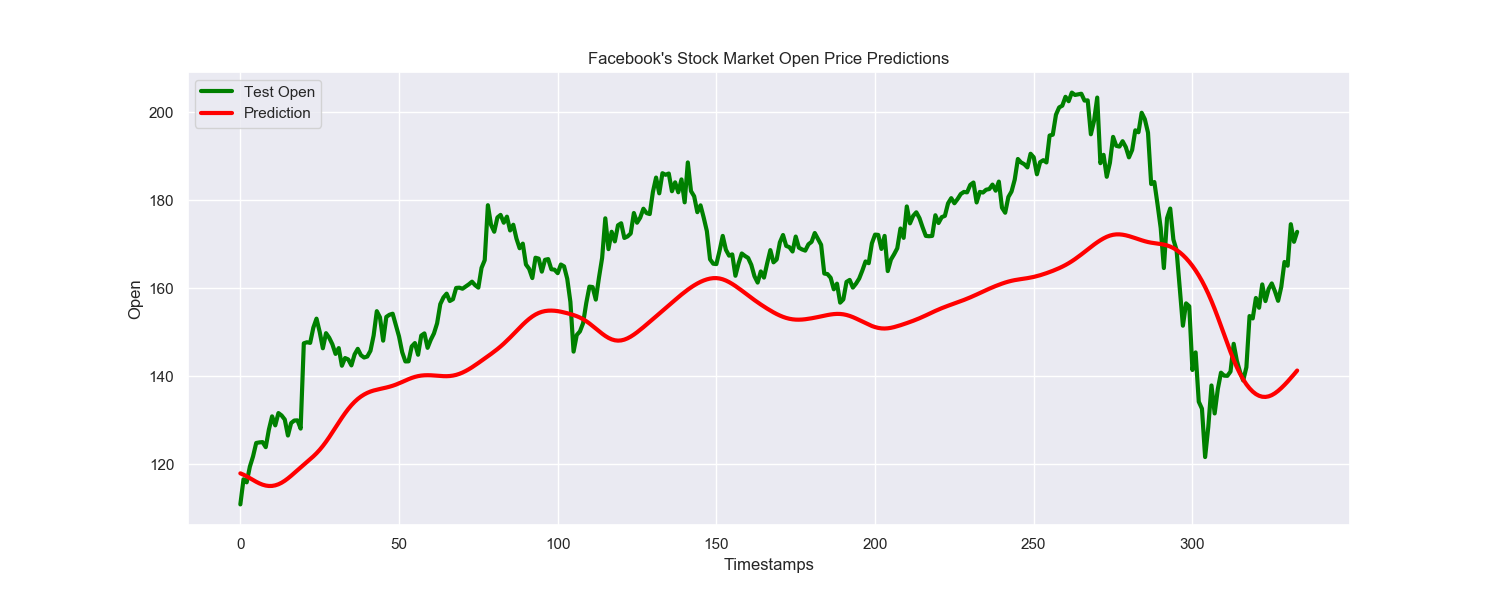 Facebook's Stock Market Open Price Predictions
Test Open
Prediction
Open
200
180
160
140
120
0 50 100 150 200 250 300
Timestamps